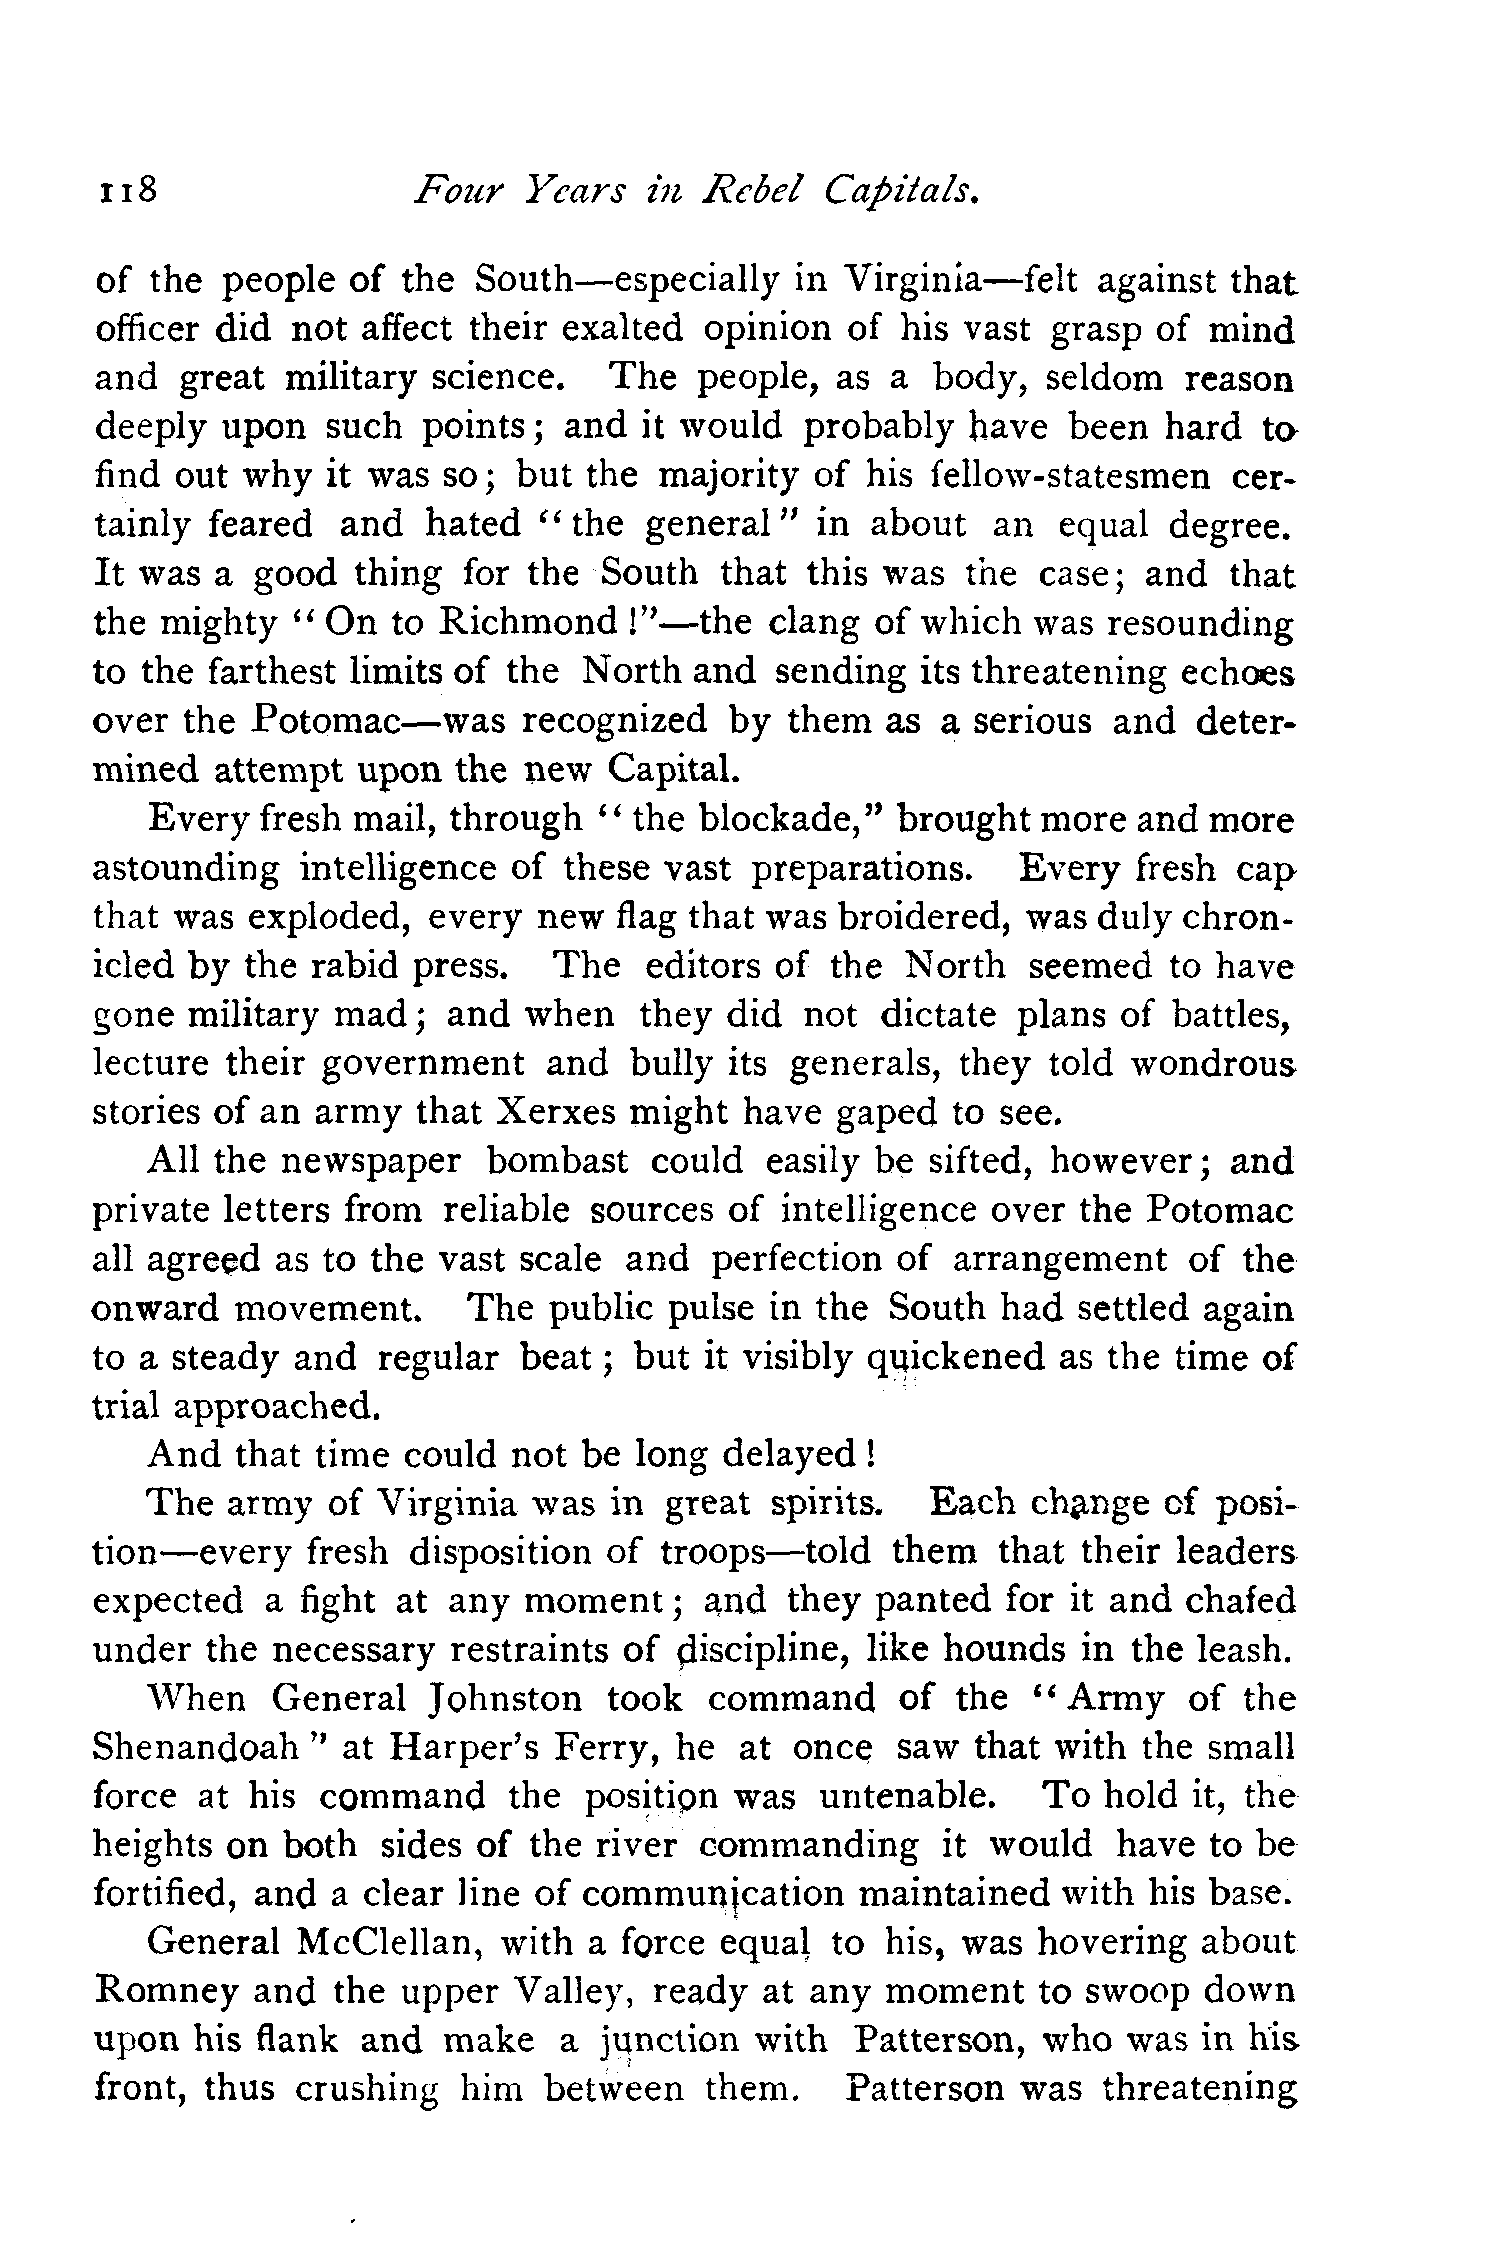 118 Four Years in Rebel Capitals.
of the people of the South—especially in Virginia—felt against that
officer did not affect their exalted opinion of his vast grasp of mind
and great military science. The people, as a body, seldom reason
deeply upon such points; and it would probably have been hard to
find out why it was so; but the majority of his fellow-statesmen cer-
tainly feared and hated "the general" in about an equal degree.
It was a good thing for the South that this was the case; and that
the mighty "On to Richmond!"—the clang of which was resounding
to the farthest limits of the North and sending its threatening echoes
over the Potomac—was recognized by them as a serious and deter-
mined attempt upon the new Capital.
Every fresh mail, through "the blockade," brought more and more
astounding intelligence of these vast preparations. Every fresh cap
that was exploded, every new flag that was broidered, was duly chron-
icled by the rabid press. The editors of the North seemed to have
gone military mad; and when they did not dictate plans of battles,
lecture their government and bully its generals, they told wondrous
stories of an army that Xerxes might have gaped to see.
All the newspaper bombast could easily be sifted, however; and
private letters from reliable sources of intelligence over the Potomac
all agreed as to the vast scale and perfection of arrangement of the
onward movement. The public pulse in the South had settled again
to a steady and regular beat; but it visibly quickened as the time of
trial approached.
And that time could not be long delayed!
The army of Virginia was in great spirits. Each change of posi-
tion—every fresh disposition of troops—told them that their leaders
expected a fight at any moment; and they panted for it and chafed
under the necessary restraints of discipline, like hounds in the leash.
When General Johnston took command of the "Army of the
Shenandoah" at Harper's Ferry, he at once saw that with the small
force at his command the position was untenable. To hold it, the
heights on both sides of the river commanding it would have to be
fortified, and a clear line of communication maintained with his base.
General McClellan, with a force equal to his, was hovering about
Romney and the upper Valley, ready at any moment to swoop down
upon his flank and make a junction with Patterson, who was in his
front, thus crushing him between them. Patterson was threatening